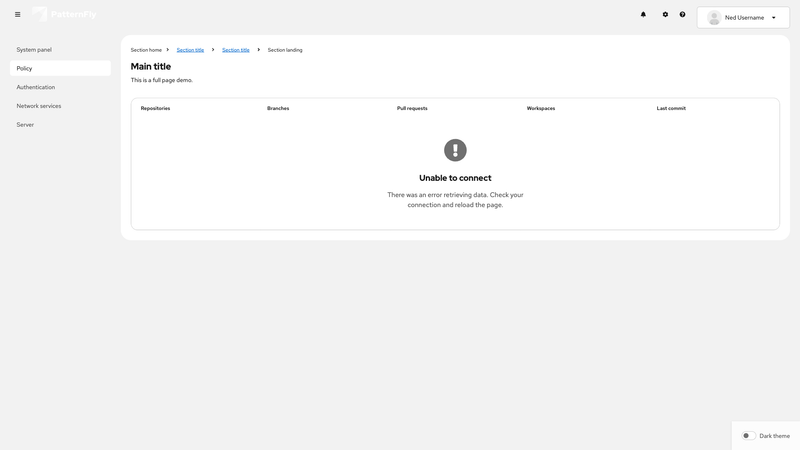 PatternFly
Ned Username
System panel
Policy
Authentication
Network services
Server
Section home Section title Section title Section landing
Main title
This is a full page demo.
Repositories Branches Pull requests Workspaces Last commit
Unable to connect
There was an error retrieving data. Check your
connection and reload the page.
Dark theme